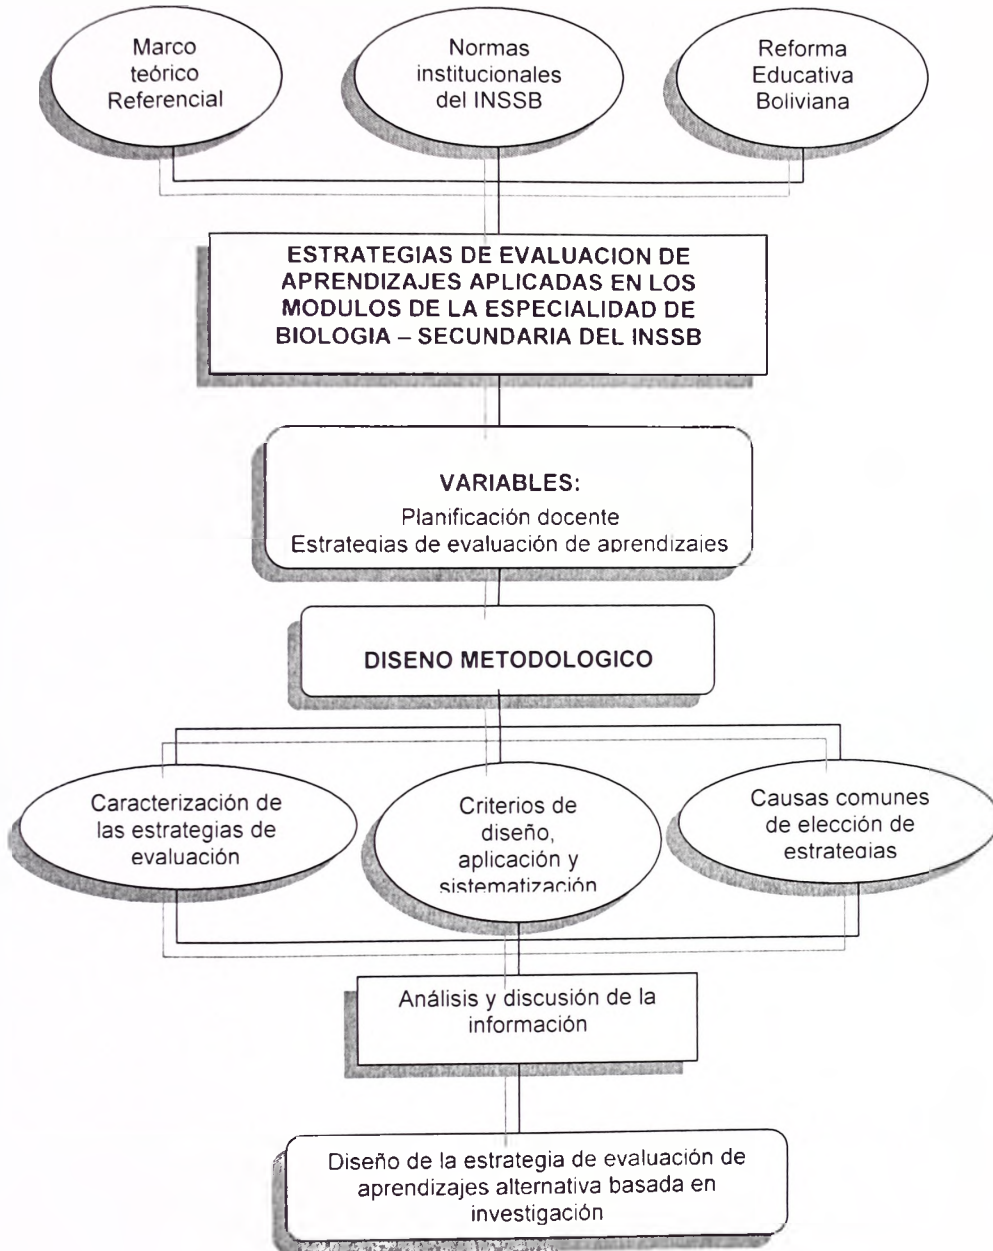 Marco
teórico
Referencial
Normas
institucionales
del INSSB
Reforma
Educativa
Boliviana
ESTRATEGIAS DE EVALUACION DE
APRENDIZAJES APLICADAS EN LOS
MODULOS DE LA ESPECIALIDAD DE
BIOLOGIA – SECUNDARIA DEL INSSB
VARIABLES:
Planificación docente
Estrategias de evaluación de aprendizajes
DISENO METODOLOGICO
Caracterización de
las estrategias de
evaluación
Criterios de
diseño,
aplicación y
sistematización
Causas comunes
de elección de
estrategias
Análisis y discusión de la
información
Diseño de la estrategia de evaluación de
aprendizajes alternativa basada en
investigación